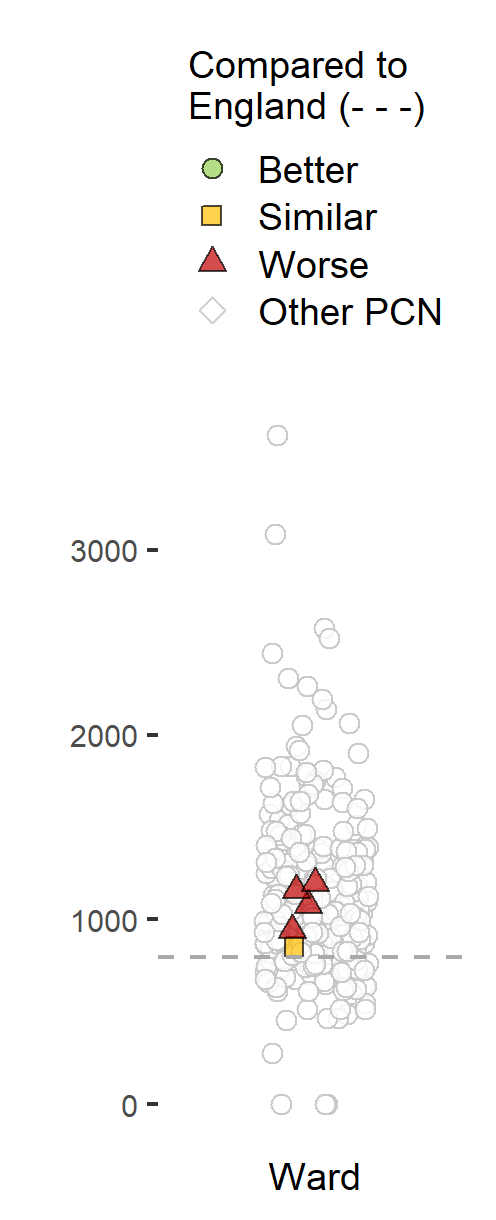 Compared to
England (- - -)
Better
Similar
Worse
Other PCN
3000
2000
1000
0
Ward